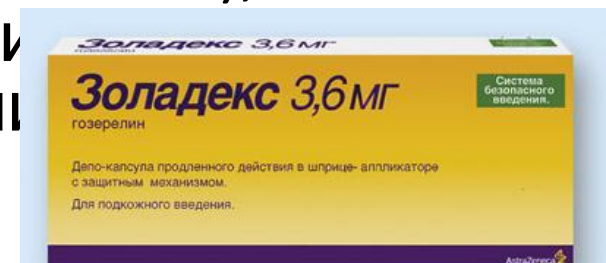 Золадекс 3,6 мг
Золадекс 3,6 мг
гозерелин
Система
безопасного
введения.
Депо-капсула продленного действия в шприце-аппликаторе
с защитным механизмом.
Для подкожного введения.
AstraZeneca